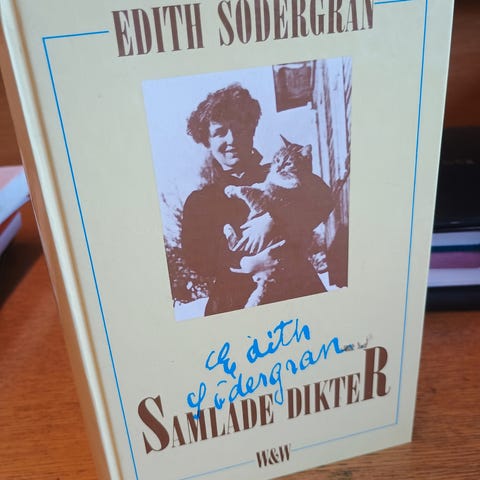 EDITH SÖDERGRAN
Edith
Södergran
SAMLADE DIKTER
W&W